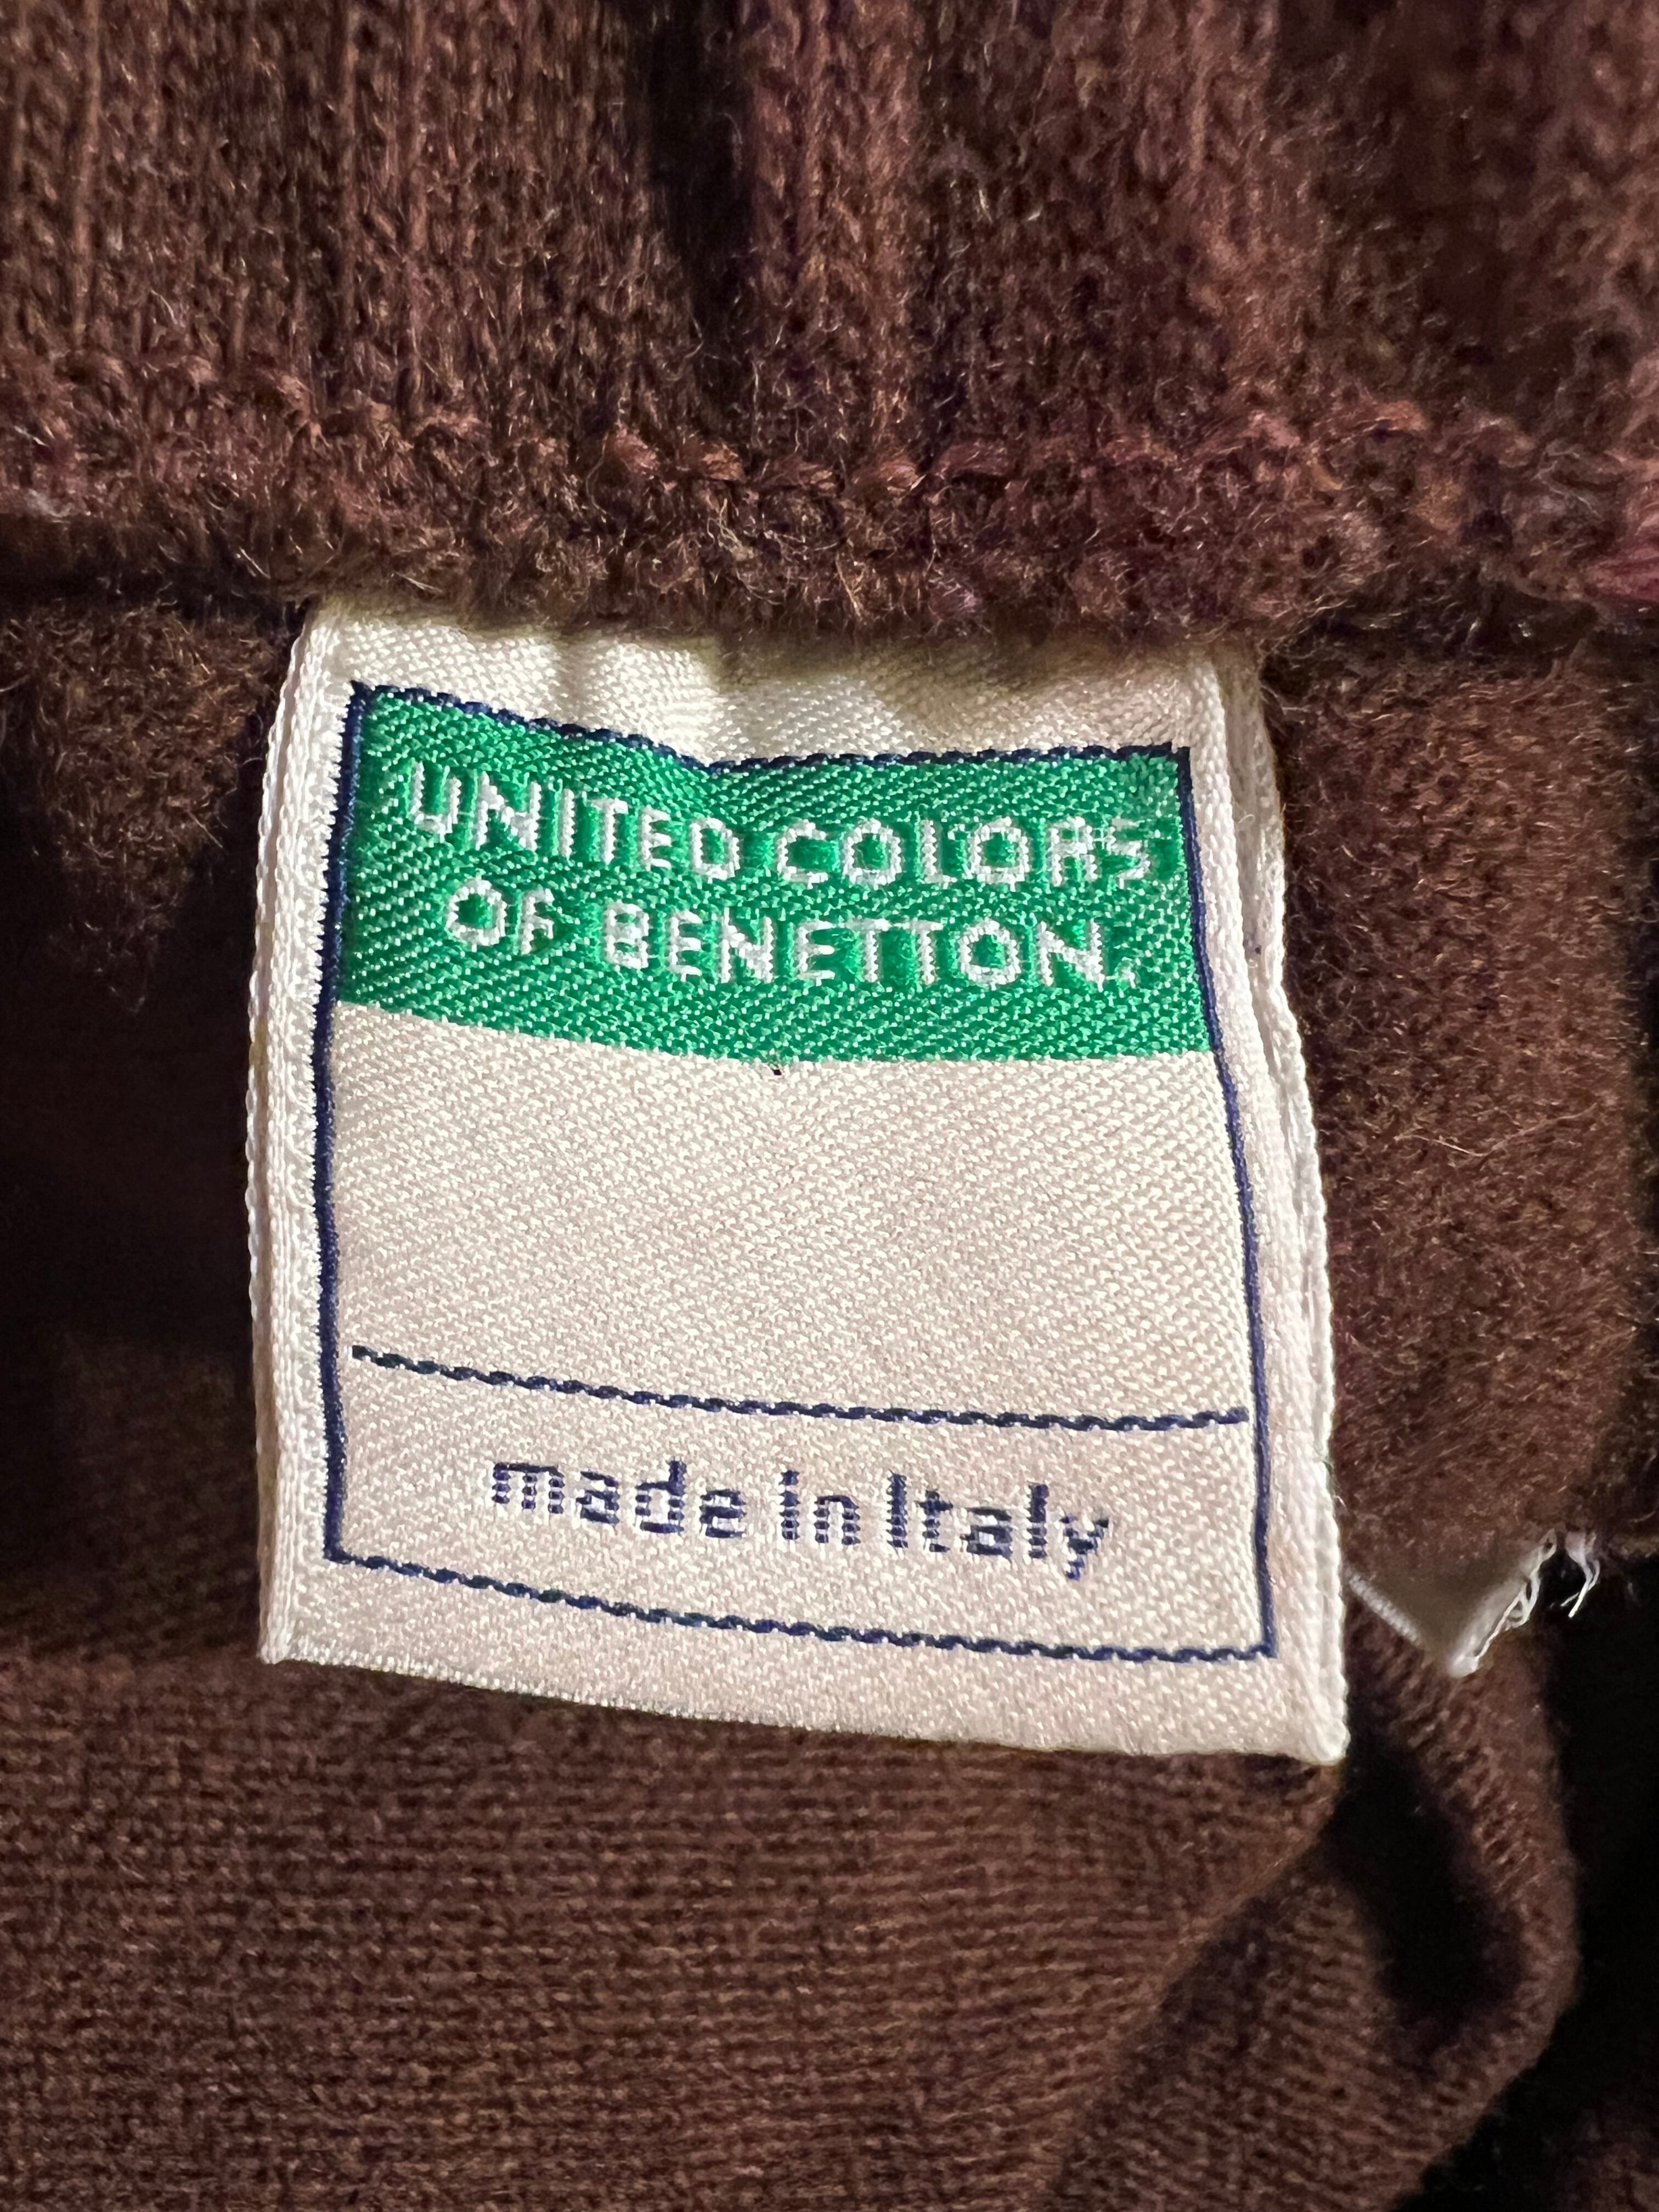 UNITED COLORS
OF BENETTON.
made in Italy